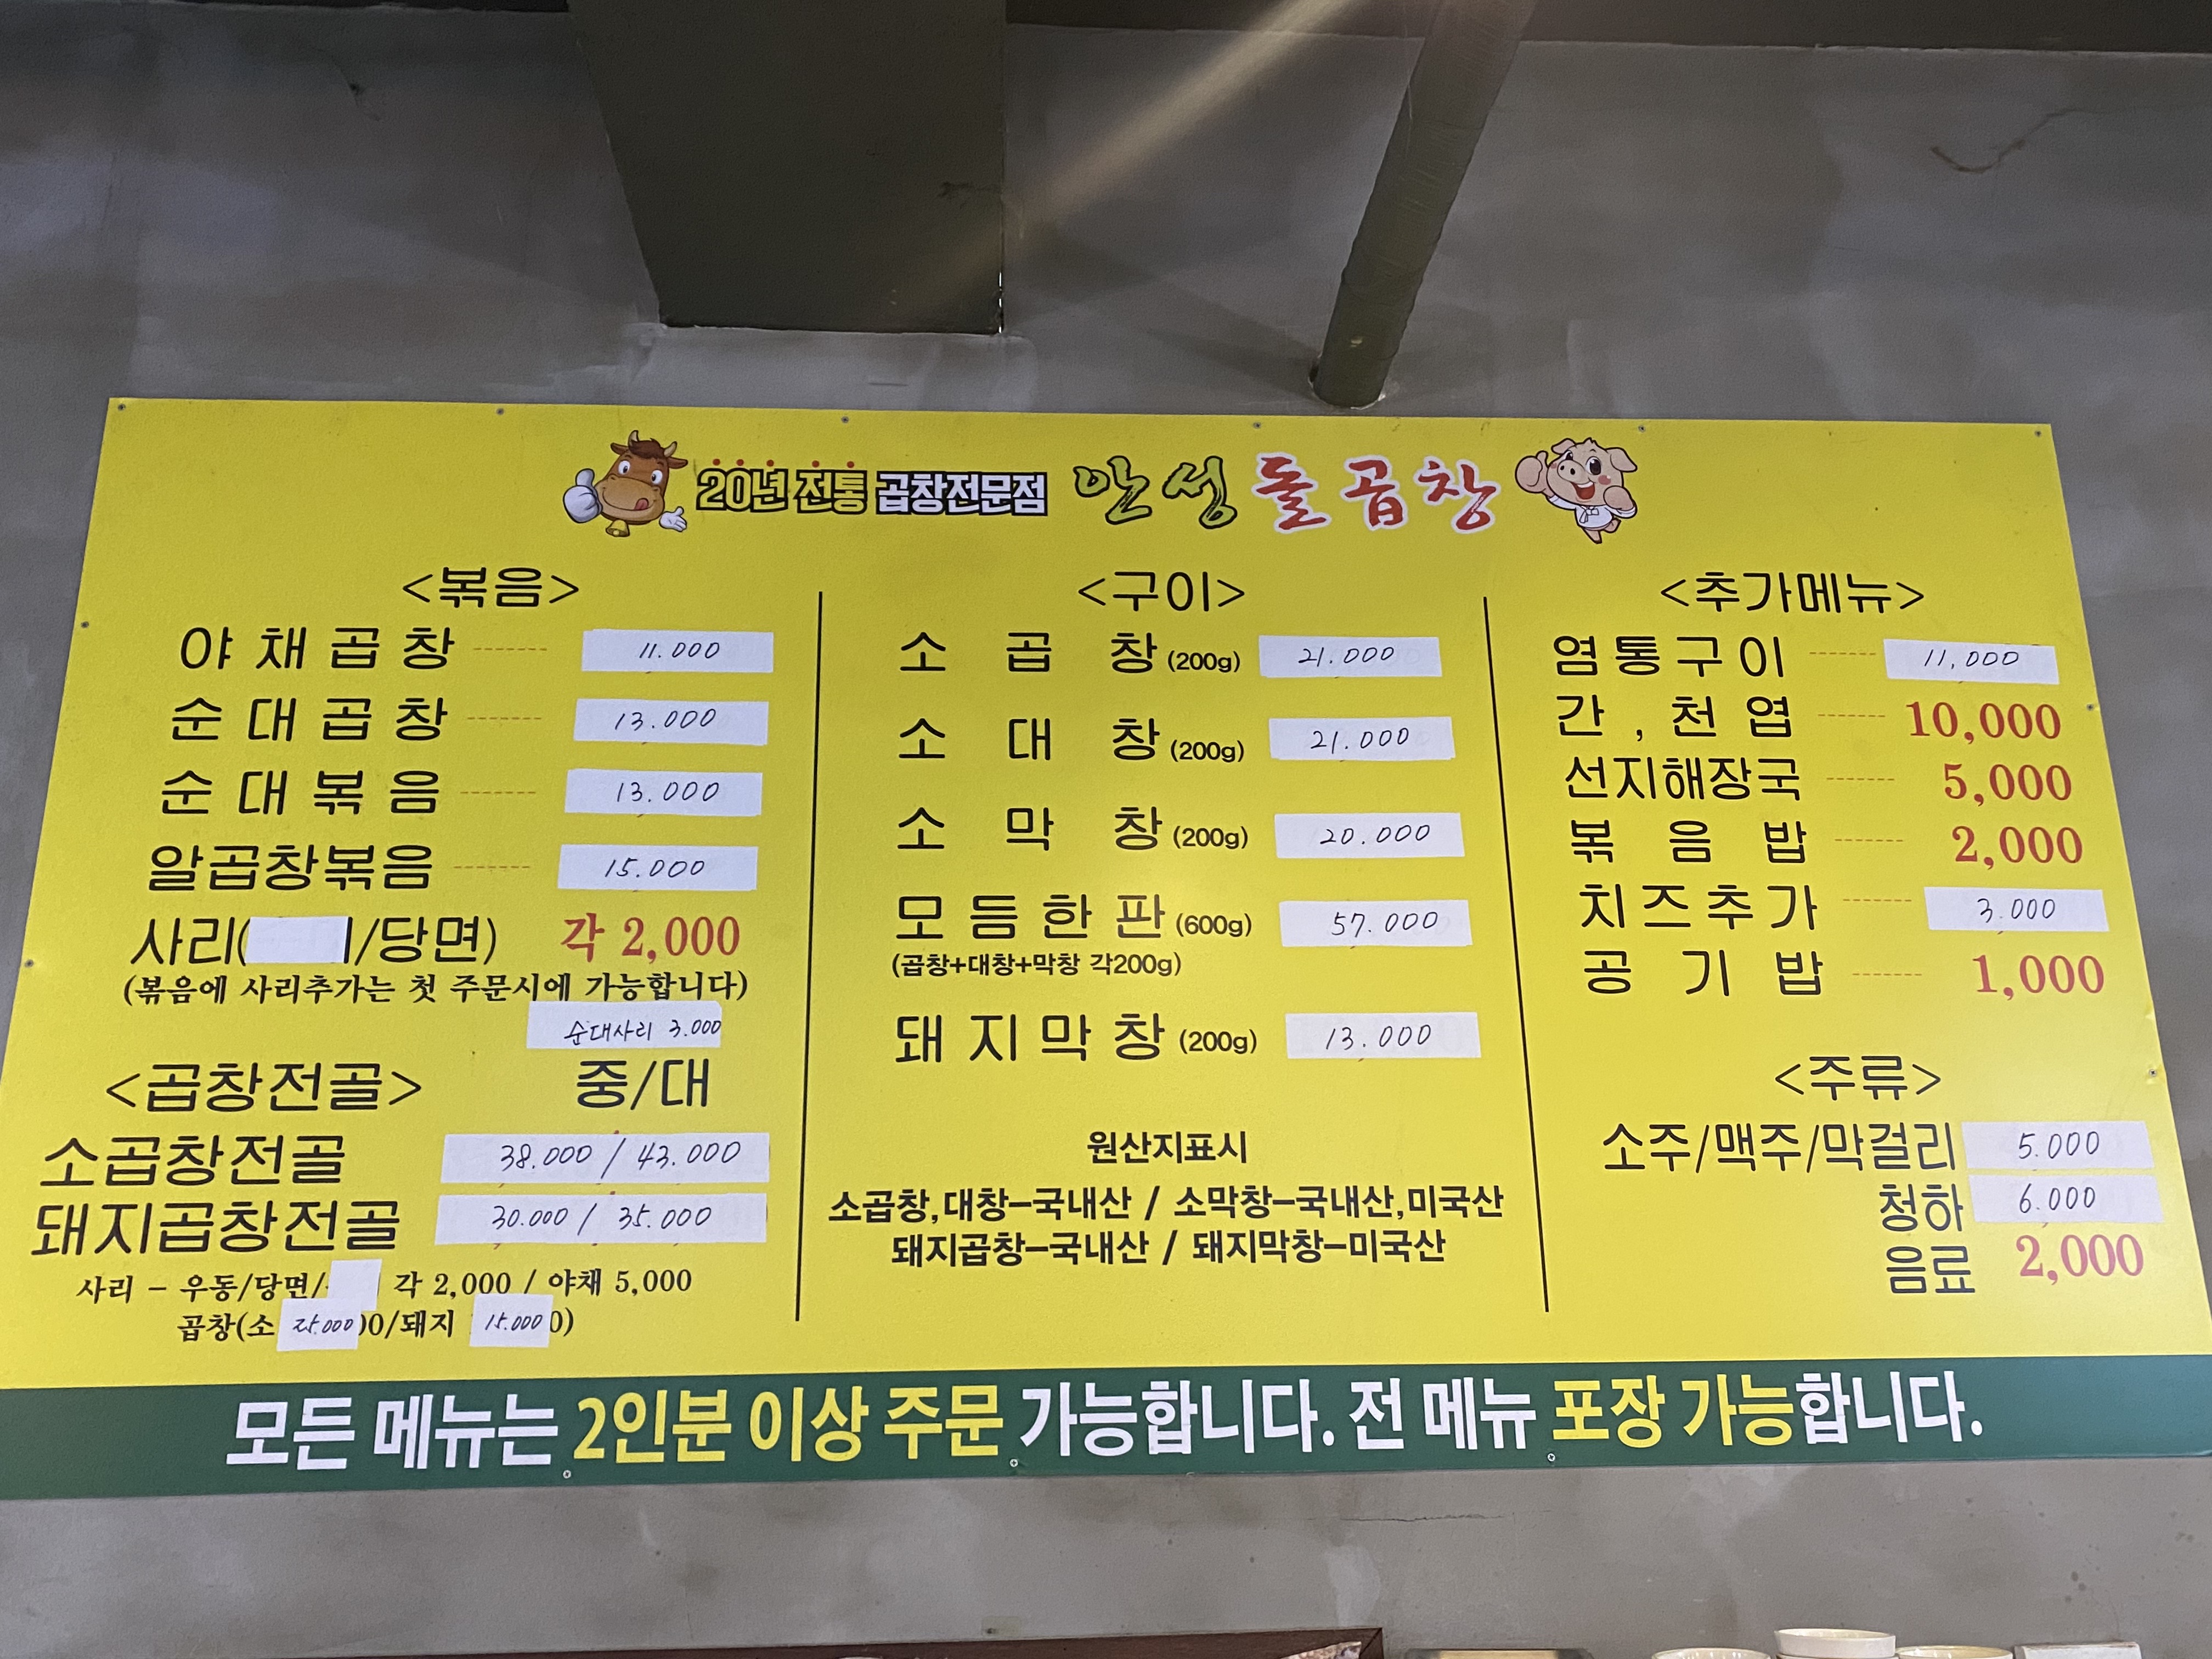 20년 전통 곱창전문점 안성 돌곱창
<볶음>
야채곱창 11.000
순대곱창 13.000
순대볶음 13.000
알곱창볶음 15.000
사리( /당면) 각 2,000
(볶음에 사리추가는 첫 주문시에 가능합니다)
순대사리 3.000
<곱창전골> 중/대
소곱창전골 38.000 / 43.000
돼지곱창전골 30.000 / 35.000
사리 - 우동/당면/ 각 2,000 / 야채 5,000
곱창(소 25.000 /돼지 15.000 )
<구이>
소곱창 (200g) 21.000
소대창 (200g) 21.000
소막창 (200g) 20.000
모듬한판 (600g) 57.000
(곱창+대창+막창 각200g)
돼지막창 (200g) 13.000
원산지표시
소곱창,대창-국내산 / 소막창-국내산,미국산
돼지곱창-국내산 / 돼지막창-미국산
<추가메뉴>
염통구이 11,000
간, 천엽 10,000
선지해장국 5,000
볶음밥 2,000
치즈추가 3.000
공기밥 1,000
<주류>
소주/맥주/막걸리 5.000
청하 6.000
음료 2,000
모든 메뉴는 2인분 이상 주문 가능합니다. 전 메뉴 포장 가능합니다.